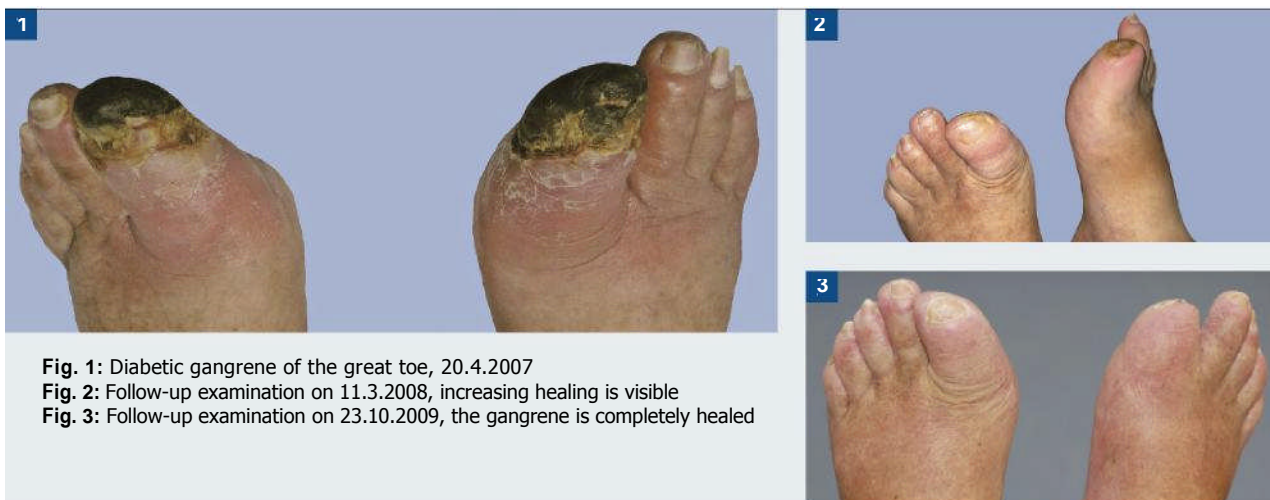 1
2
3
Fig. 1: Diabetic gangrene of the great toe, 20.4.2007
Fig. 2: Follow-up examination on 11.3.2008, increasing healing is visible
Fig. 3: Follow-up examination on 23.10.2009, the gangrene is completely healed